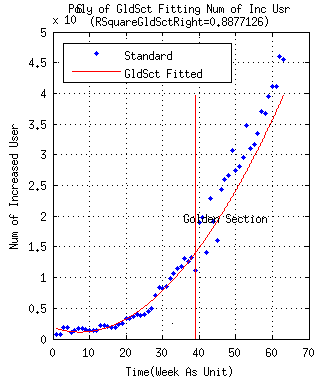 Poly of GldSct Fitting Num of Inc Usr
(RSquareGldSctRight=0.8877126)
x 10
Standard
GldSct Fitted
5
4.5
4
3.5
3
2.5
2
1.5
1
0.5
0
Num of Increased User
Golden Section
0 10 20 30 40 50 60 70
Time(Week As Unit)